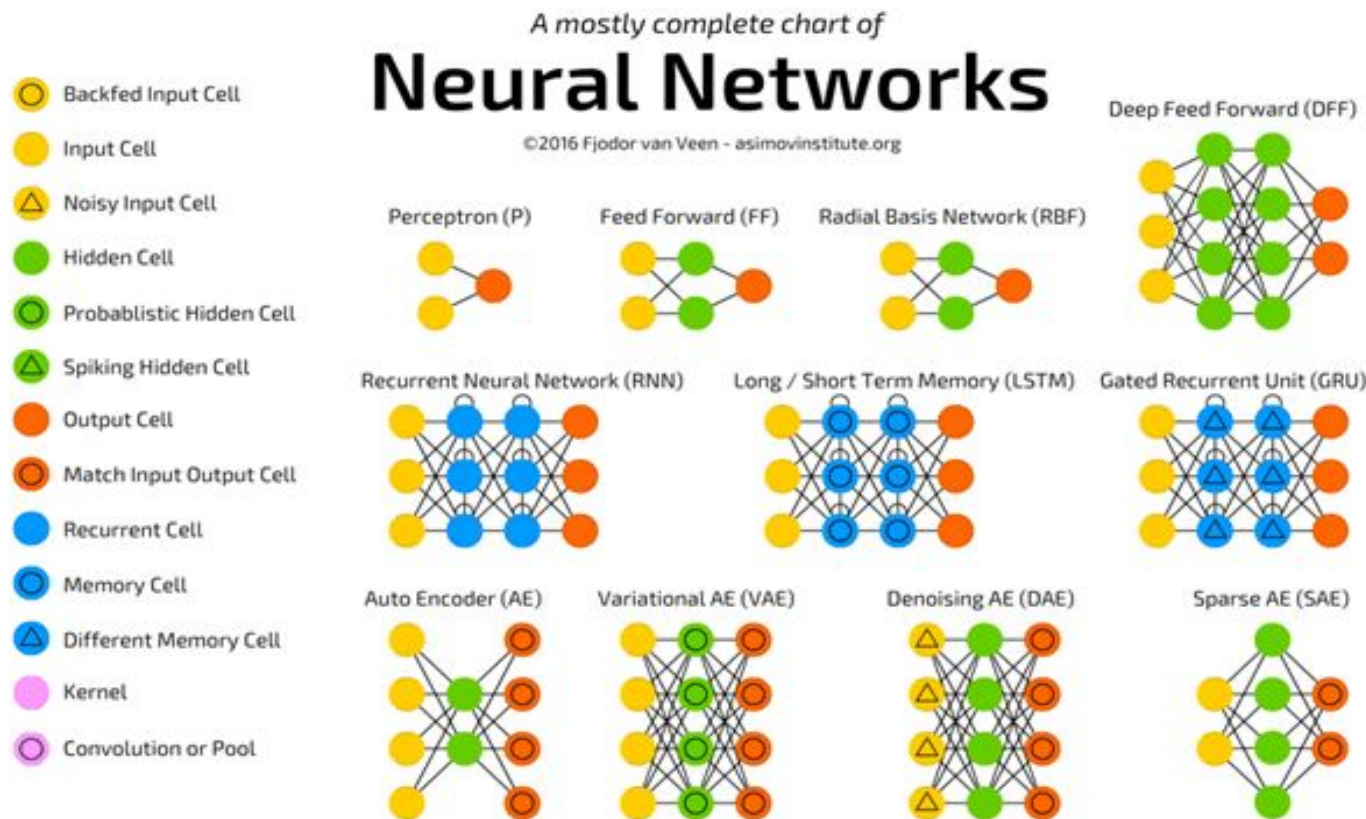 A mostly complete chart of
Neural Networks
©2016 Fjodor van Veen - asimovinstitute.org
Backfed Input Cell
Input Cell
Noisy Input Cell
Hidden Cell
Probablistic Hidden Cell
Spiking Hidden Cell
Output Cell
Match Input Output Cell
Recurrent Cell
Memory Cell
Different Memory Cell
Kernel
Convolution or Pool
Deep Feed Forward (DFF)
Perceptron (P)
Feed Forward (FF)
Radial Basis Network (RBF)
Recurrent Neural Network (RNN)
Long / Short Term Memory (LSTM)
Gated Recurrent Unit (GRU)
Auto Encoder (AE)
Variational AE (VAE)
Denoising AE (DAE)
Sparse AE (SAE)